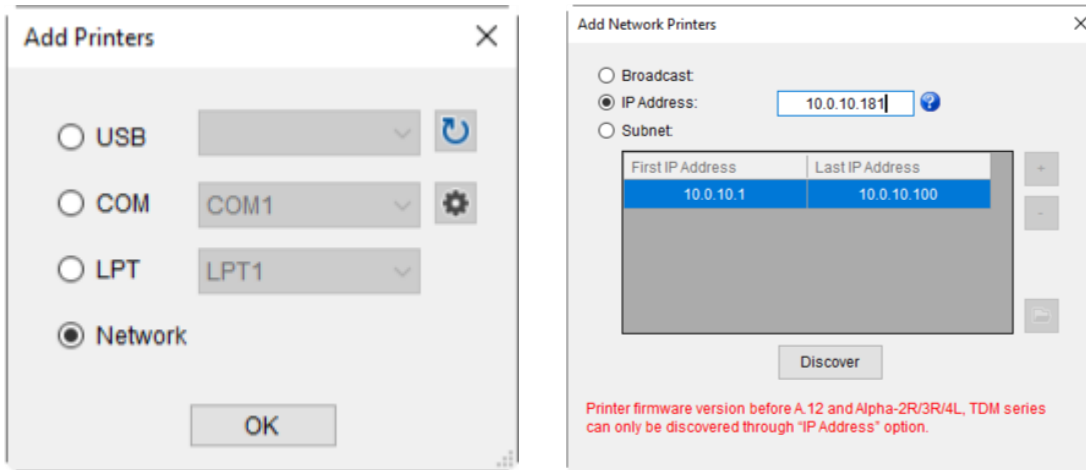 Add Printers
USB
COM COM1
LPT LPT1
Network
OK
Add Network Printers
Broadcast:
IP Address: 10.0.10.181
Subnet:
First IP Address Last IP Address
10.0.10.1 10.0.10.100
+
-
Discover
Printer firmware version before A.12 and Alpha-2R/3R/4L, TDM series
can only be discovered through “IP Address” option.